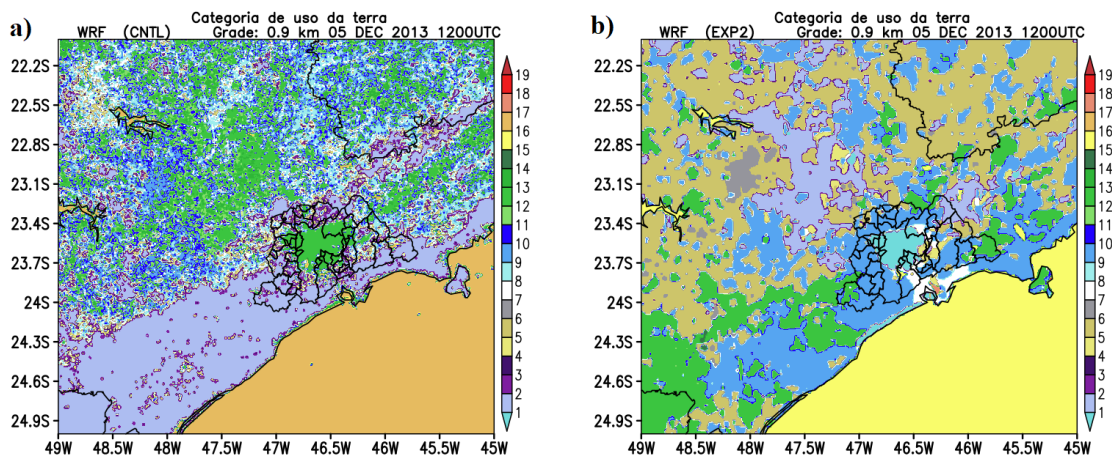 a)
Categoria de uso da terra
WRF (CNTL) Grade: 0.9 km 05 DEC 2013 1200UTC
22.2S
22.5S
22.8S
23.1S
23.4S
23.7S
24S
24.3S
24.6S
24.9S
49W 48.5W 48W 47.5W 47W 46.5W 46W 45.5W 45W
19
18
17
16
15
14
13
12
11
10
9
8
7
6
5
4
3
2
1
b)
Categoria de uso da terra
WRF (EXP2) Grade: 0.9 km 05 DEC 2013 1200UTC
22.2S
22.5S
22.8S
23.1S
23.4S
23.7S
24S
24.3S
24.6S
24.9S
49W 48.5W 48W 47.5W 47W 46.5W 46W 45.5W 45W
19
18
17
16
15
14
13
12
11
10
9
8
7
6
5
4
3
2
1